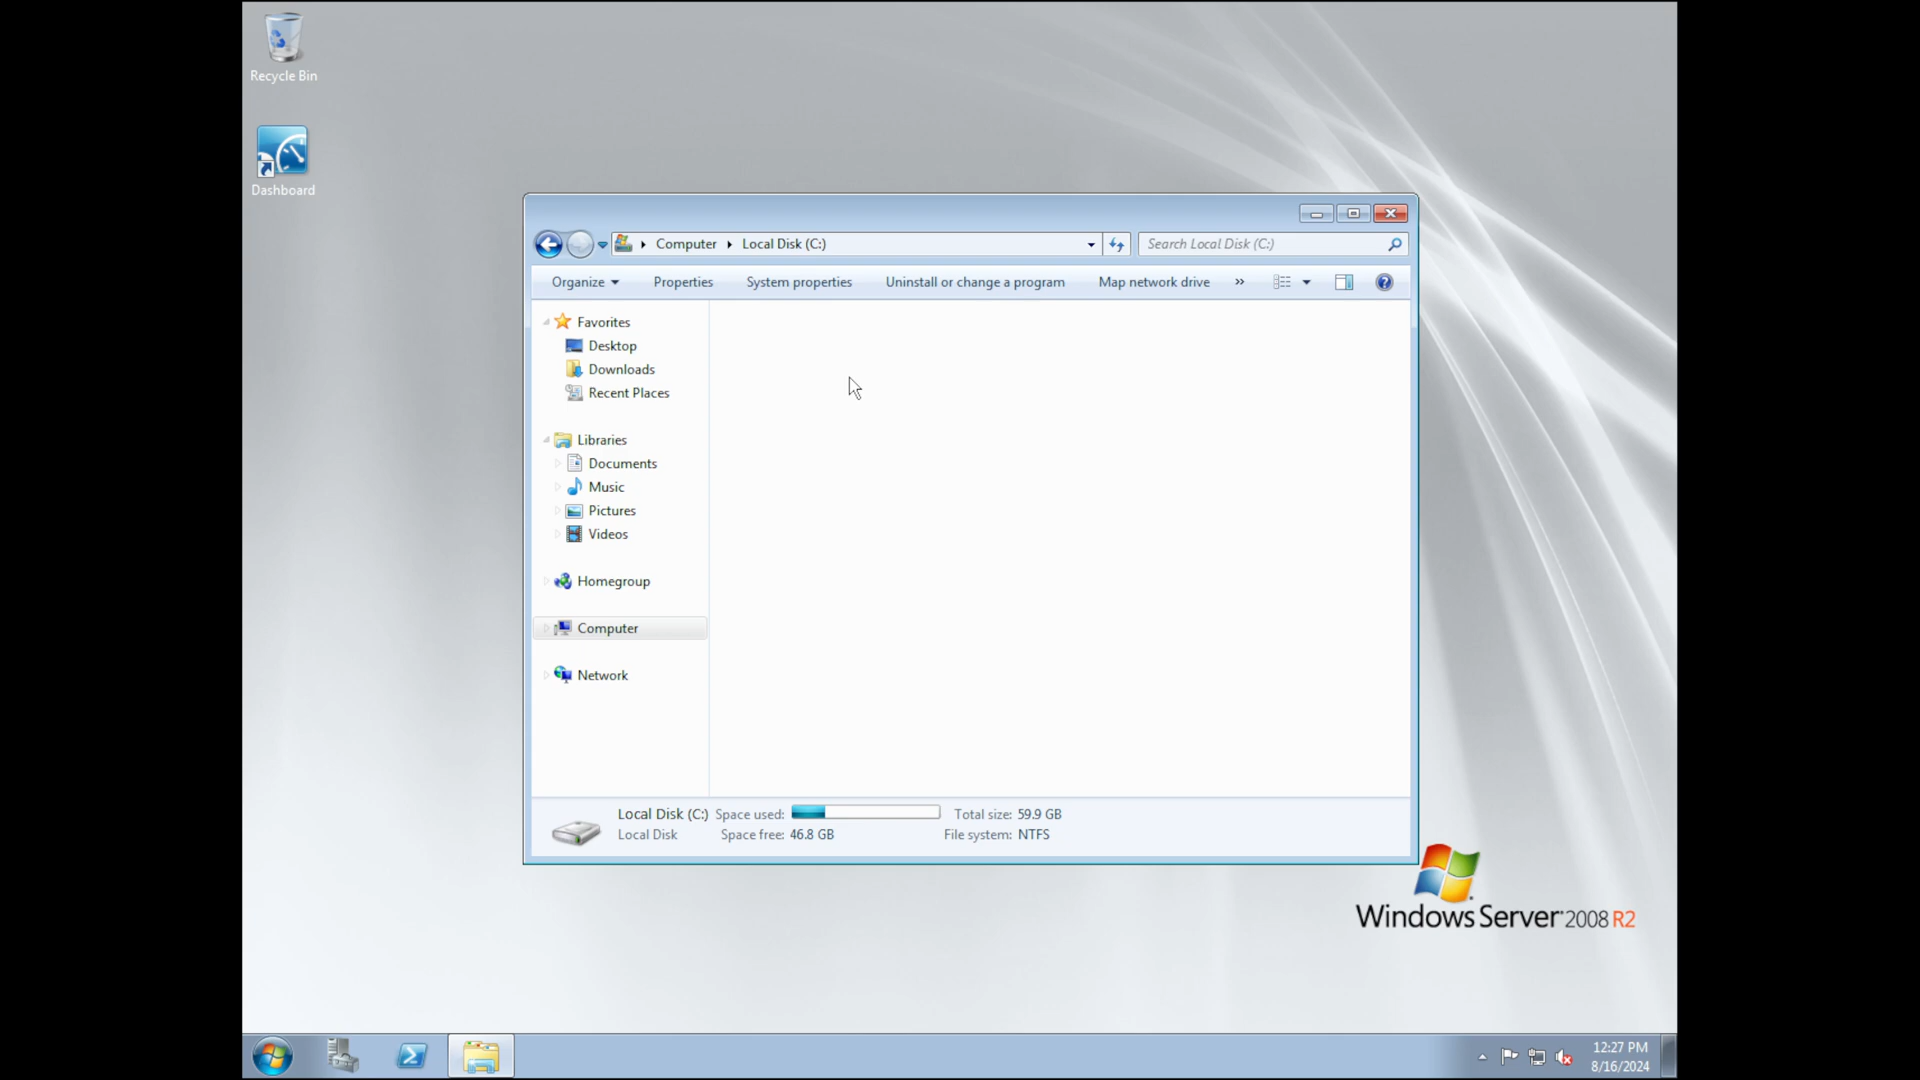 Recycle Bin
Dashboard
Computer Local Disk (C:)
Search Local Disk (C:)
Organize Properties System properties Uninstall or change a program Map network drive »
Favorites
Desktop
Downloads
Recent Places
Libraries
Documents
Music
Pictures
Videos
Homegroup
Computer
Network
Local Disk (C:) Space used: Total size: 59.9 GB
Local Disk Space free: 46.8 GB File system: NTFS
Windows Server 2008 R2
12:27 PM
8/16/2024